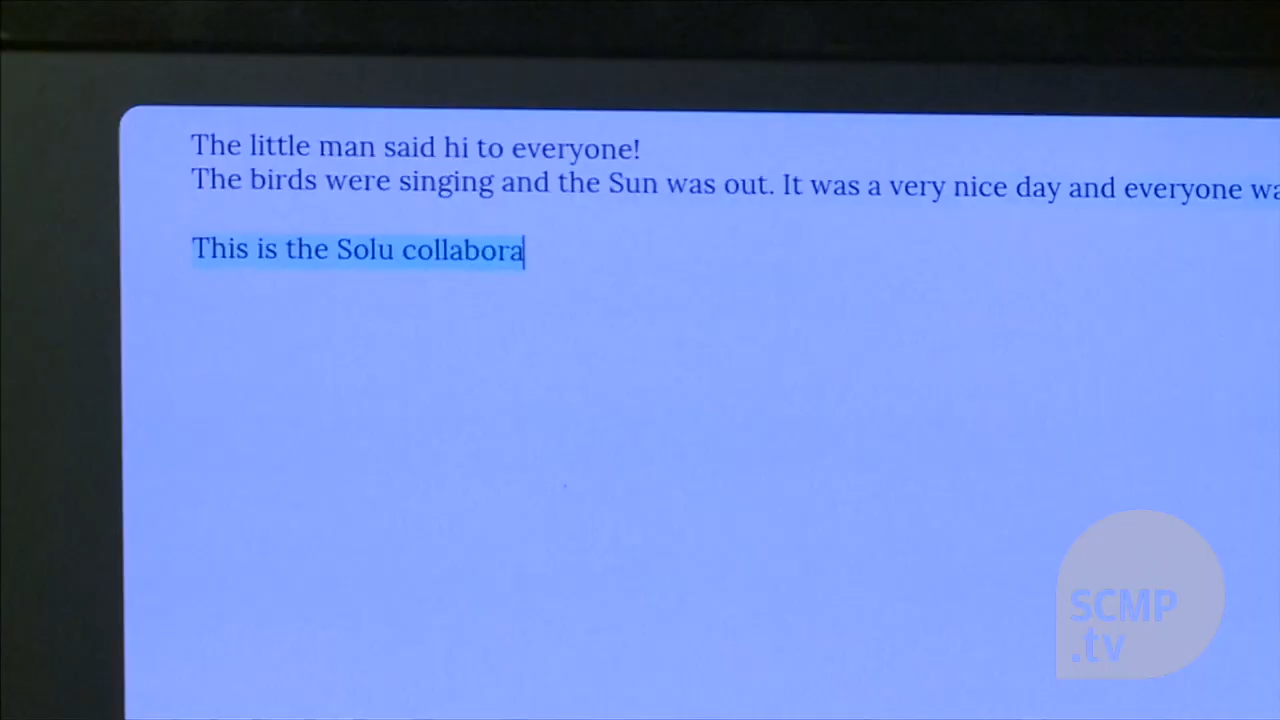 The little man said hi to everyone!
The birds were singing and the Sun was out. It was a very nice day and everyone wa
This is the Solu collabora
SCMP
.tv